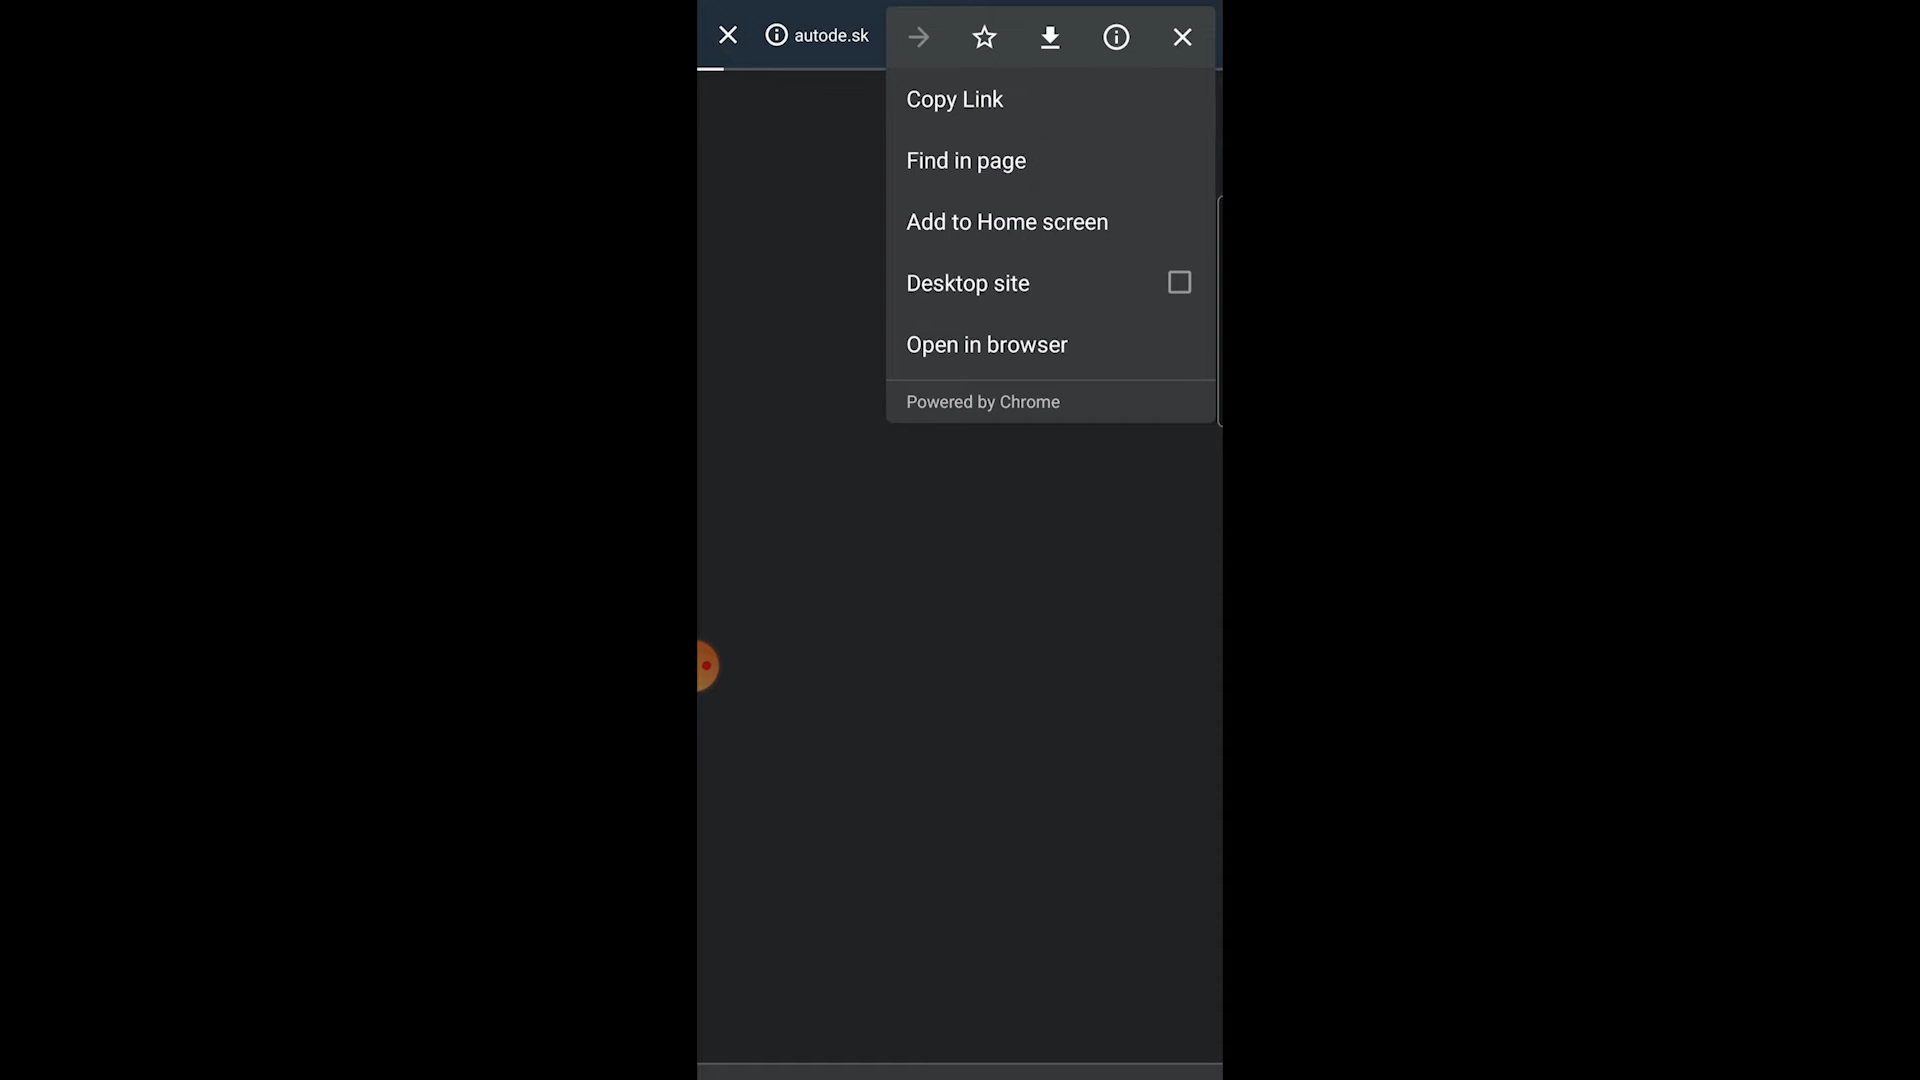 autode.sk
Copy Link
Find in page
Add to Home screen
Desktop site
Open in browser
Powered by Chrome